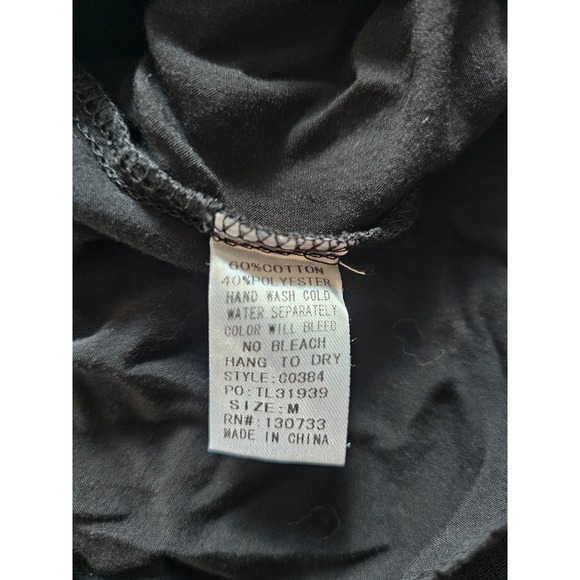 60%COTTON
40%POLYESTER
HAND WASH COLD
WATER SEPARATELY
COLOR WILL BLEED
NO BLEACH
HANG TO DRY
STYLE:C0384
PO:TL31939
SIZE:M
RN#:130733
MADE IN CHINA